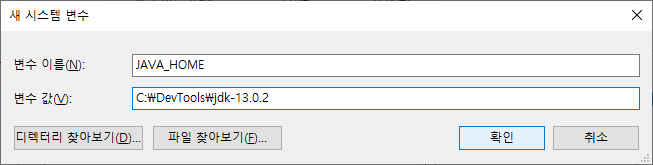 새 시스템 변수
변수 이름(N): JAVA_HOME
변수 값(V): C:₩DevTools₩jdk-13.0.2
디렉터리 찾아보기(D)... 파일 찾아보기(F)... 확인 취소